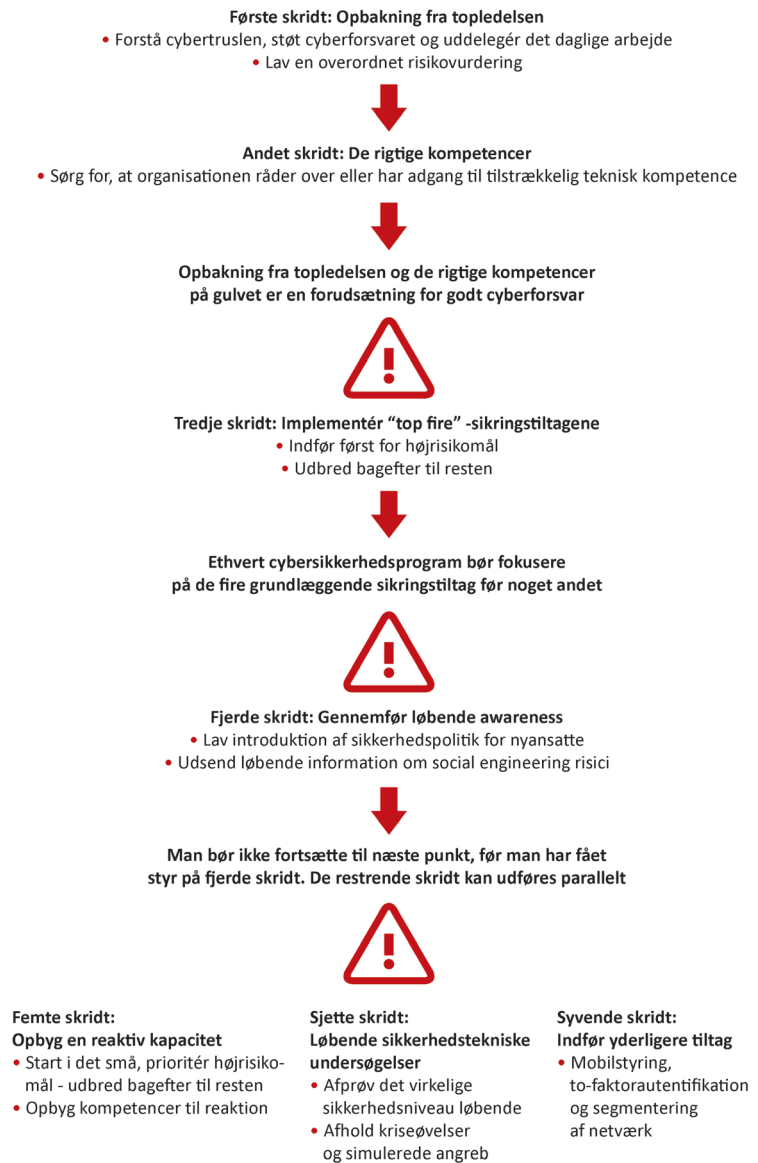 Første skridt: Opbakning fra topledelsen
• Forstå cybertruslen, støt cyberforsvaret og uddelegér det daglige arbejde
• Lav en overordnet risikovurdering
Andet skridt: De rigtige kompetencer
• Sørg for, at organisationen råder over eller har adgang til tilstrækkelig teknisk kompetence
Opbakning fra topledelsen og de rigtige kompetencer
på gulvet er en forudsætning for godt cyberforsvar
Tredje skridt: Implementér “top fire” -sikringstiltagene
• Indfør først for højrisikomål
• Udbred bagefter til resten
Ethvert cybersikkerhedsprogram bør fokusere
på de fire grundlæggende sikringstiltag før noget andet
Fjerde skridt: Gennemfør løbende awareness
• Lav introduktion af sikkerhedspolitik for nyansatte
• Udsend løbende information om social engineering risici
Man bør ikke fortsætte til næste punkt, før man har fået
styr på fjerde skridt. De restrende skridt kan udføres parallelt
Femte skridt:
Opbyg en reaktiv kapacitet
• Start i det små, prioritér højrisiko-
mål - udbred bagefter til resten
• Opbyg kompetencer til reaktion
Sjette skridt:
Løbende sikkerhedstekniske
undersøgelser
• Afprøv det virkelige
sikkerhedsniveau løbende
• Afhold kriseøvelser
og simulerede angreb
Syvende skridt:
Indfør yderligere tiltag
• Mobilstyring,
to-faktorautentifikation
og segmentering
af netværk